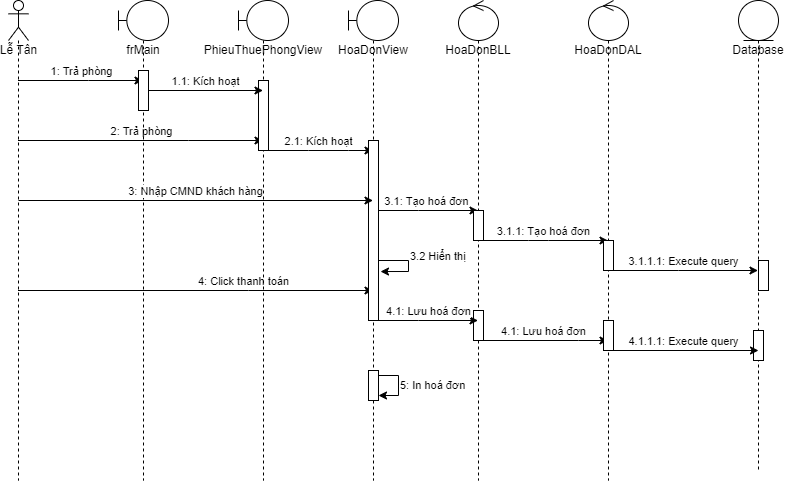 Lễ Tân
frMain
PhieuThuePhongView
HoaDonView
HoaDonBLL
HoaDonDAL
Database
1: Trả phòng
1.1: Kích hoạt
2: Trả phòng
2.1: Kích hoạt
3: Nhập CMND khách hàng
3.1: Tạo hoá đơn
3.1.1: Tạo hoá đơn
3.2 Hiển thị
3.1.1.1: Execute query
4: Click thanh toán
4.1: Lưu hoá đơn
4.1: Lưu hoá đơn
4.1.1.1: Execute query
5: In hoá đơn